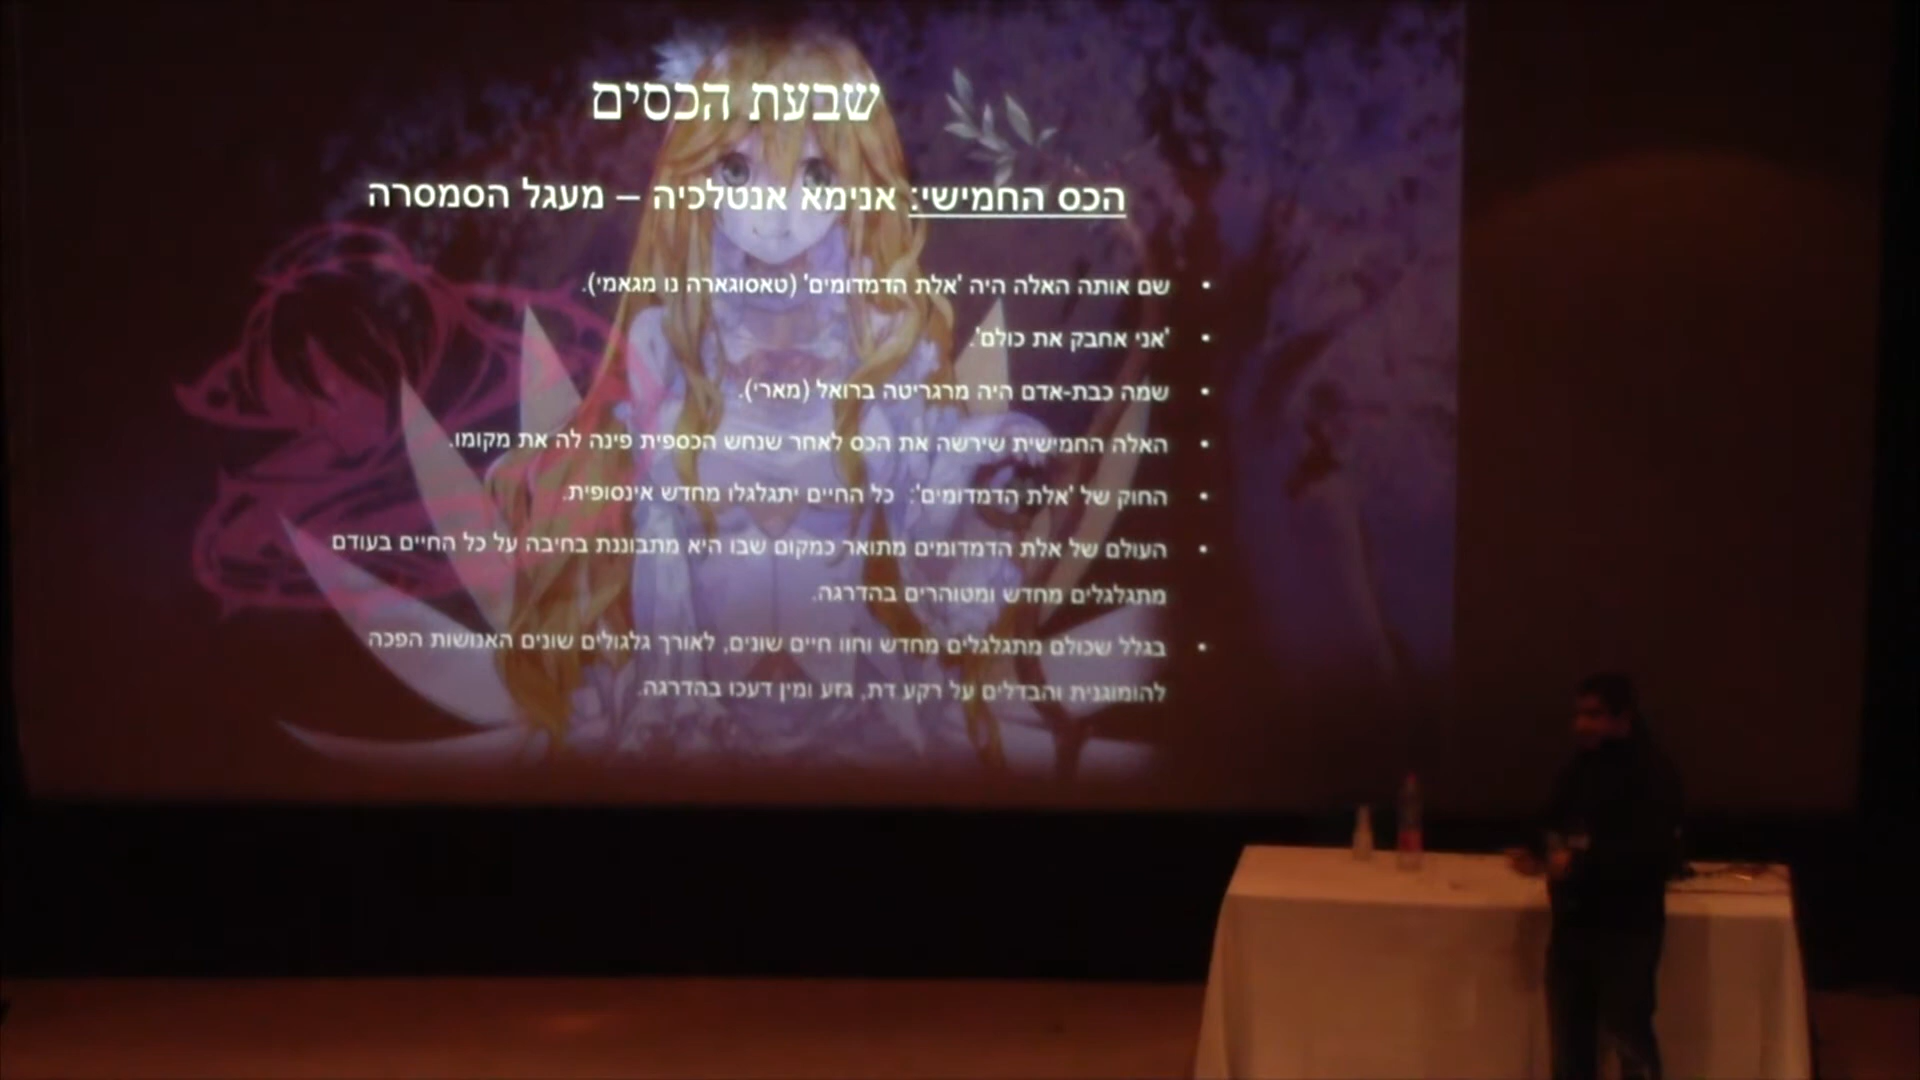 שבעת הכסים
הכס החמישי: אנימא אנטלכיה – מעגל הסמסרה
• שם אותה האלה היה 'אלת הדמדומים' (טאסוגארה נו מגאמי).
• 'אני אחבק את כולם'.
• שמה כבת-אדם היה מרגריטה ברואל (מארי).
• האלה החמישית שירשה את הכס לאחר שנחש הכספית פינה לה את מקומו.
• החוק של 'אלת הדמדומים': כל החיים יתגלגלו מחדש אינסופית.
• העולם של אלת הדמדומים מתואר כמקום שבו היא מתבוננת בחיבה על כל החיים בעודם
מתגלגלים מחדש ומטוהרים בהדרגה.
• בגלל שכולם מתגלגלים מחדש וחוו חיים שונים, לאורך גלגולים שונים האנושות הפכה
להומוגנית והבדלים על רקע דת, גזע ומין דעכו בהדרגה.